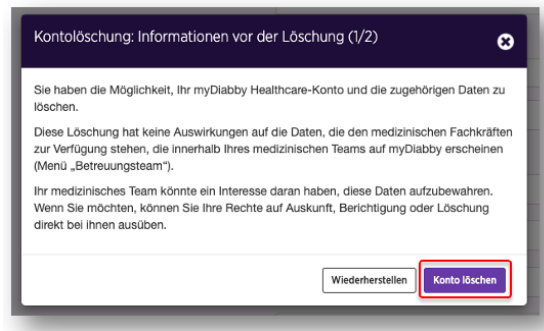 Kontolöschung: Informationen vor der Löschung (1/2)
Sie haben die Möglichkeit, Ihr myDiabby Healthcare-Konto und die zugehörigen Daten zu
löschen.
Diese Löschung hat keine Auswirkungen auf die Daten, die den medizinischen Fachkräften
zur Verfügung stehen, die innerhalb Ihres medizinischen Teams auf myDiabby erscheinen
(Menü „Betreuungsteam“).
Ihr medizinisches Team könnte ein Interesse daran haben, diese Daten aufzubewahren.
Wenn Sie möchten, können Sie Ihre Rechte auf Auskunft, Berichtigung oder Löschung
direkt bei ihnen ausüben.
Wiederherstellen Konto löschen